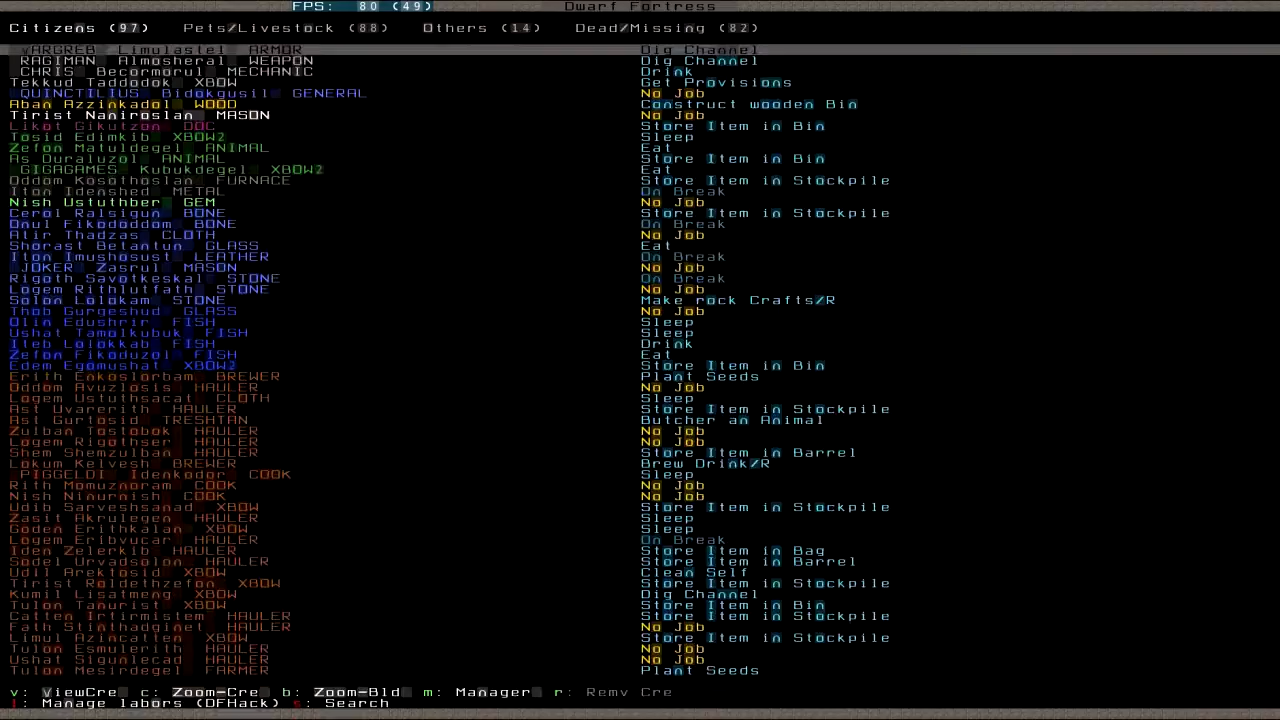 FPS: 80 (49) Dwarf Fortress
Citizens (97) Pets/Livestock (88) Others (14) Dead/Missing (82)
VARGREB Limulastel ARMOR Dig Channel
RAGIMAN Almosheral WEAPON Dig Channel
CHRIS Becormorul MECHANIC Drink
Tekkud Taddodok XBOW Get Provisions
QUINCTILIUS Bidokgusil GENERAL No Job
Aban Azzinkadol WOOD Construct wooden Bin
Tirist Naniroslan MASON No Job
Likot Gikutzon DOC Store Item in Bin
Tosid Edimkib XBOW2 Sleep
Zefon Matuldegel ANIMAL Eat
As Duraluzol ANIMAL Store Item in Bin
GIGAGAMES Kubukdegel XBOW2 Eat
Oddom Kosothoslan FURNACE Store Item in Stockpile
Iton Idenshed METAL On Break
Nish Ustuthber GEM No Job
Cerol Ralsigun BONE Store Item in Stockpile
Onul Fikododdom BONE On Break
Alir Thadzas CLOTH No Job
Shorast Betantun GLASS Eat
Iton Imushosust LEATHER On Break
JOKER Zasrul MASON No Job
Rigoth Savotkeskal STONE On Break
Logem Rithlutfath STONE No Job
Solon Lolokam STONE Make rock Crafts/R
Thob Gurgeshud GLASS No Job
Olin Edushrir FISH Sleep
Ushat Tamolkubuk FISH Sleep
Iteb Lolokkab FISH Drink
Zefon Fikoduzol FISH Eat
Edem Egomushat XBOW2 Store Item in Bin
Erith Enkoslorbam BREWER Plant Seeds
Oddom Avuzlosis HAULER No Job
Logem Ustuthsacat CLOTH Sleep
Ast Uvarerith HAULER Store Item in Stockpile
Ast Gurtosid TRESHTAN Butcher an Animal
Zulban Tostobok HAULER No Job
Logem Rigothser HAULER No Job
Shem Shemzulban HAULER Store Item in Barrel
Lokum Kelvesh BREWER Brew Drink/R
PIGGELDI Idenkodor COOK Sleep
Rith Momuznoram COOK No Job
Nish Ninurnish COOK No Job
Udib Sarveshsanad XBOW Store Item in Stockpile
Zasit Akrulegen HAULER Sleep
Goden Erithkalan XBOW Sleep
Logem Eribvucar HAULER On Break
Iden Zelerkib HAULER Store Item in Bag
Sodel Urvadsolon HAULER Store Item in Barrel
Udil Arektosid XBOW Clean Self
Tirist Roldethzefon XBOW Store Item in Stockpile
Kumil Lisatmeng XBOW Dig Channel
Tulon Tanurist XBOW Store Item in Bin
Catten Irtirmistem HAULER Store Item in Stockpile
Fath Stinthadginet HAULER No Job
Limul Azincatten XBOW Store Item in Stockpile
Tulon Esmulerith HAULER No Job
Ushat Sigunlecad HAULER No Job
Tulon Mesirdegel FARMER Plant Seeds
v: ViewCre c: Zoom-Cre b: Zoom-Bld m: Manager r: Remv Cre
l: Manage labors (DFHack) s: Search